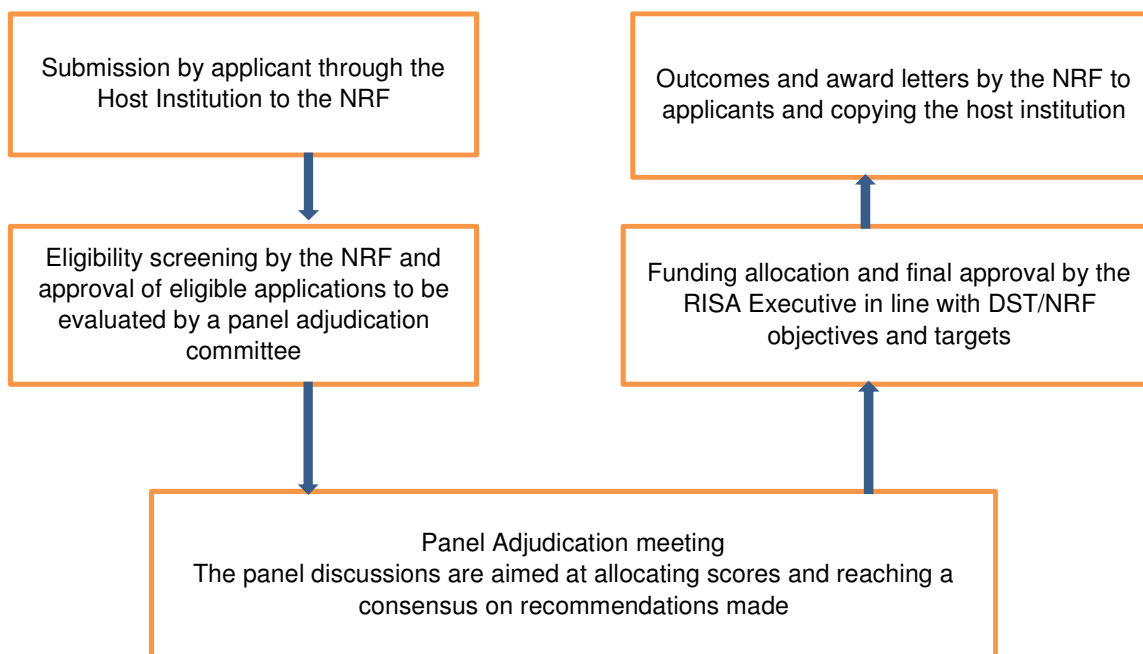 Submission by applicant through the
Host Institution to the NRF
Eligibility screening by the NRF and
approval of eligible applications to be
evaluated by a panel adjudication
committee
Panel Adjudication meeting
The panel discussions are aimed at allocating scores and reaching a
consensus on recommendations made
Funding allocation and final approval by the
RISA Executive in line with DST/NRF
objectives and targets
Outcomes and award letters by the NRF to
applicants and copying the host institution